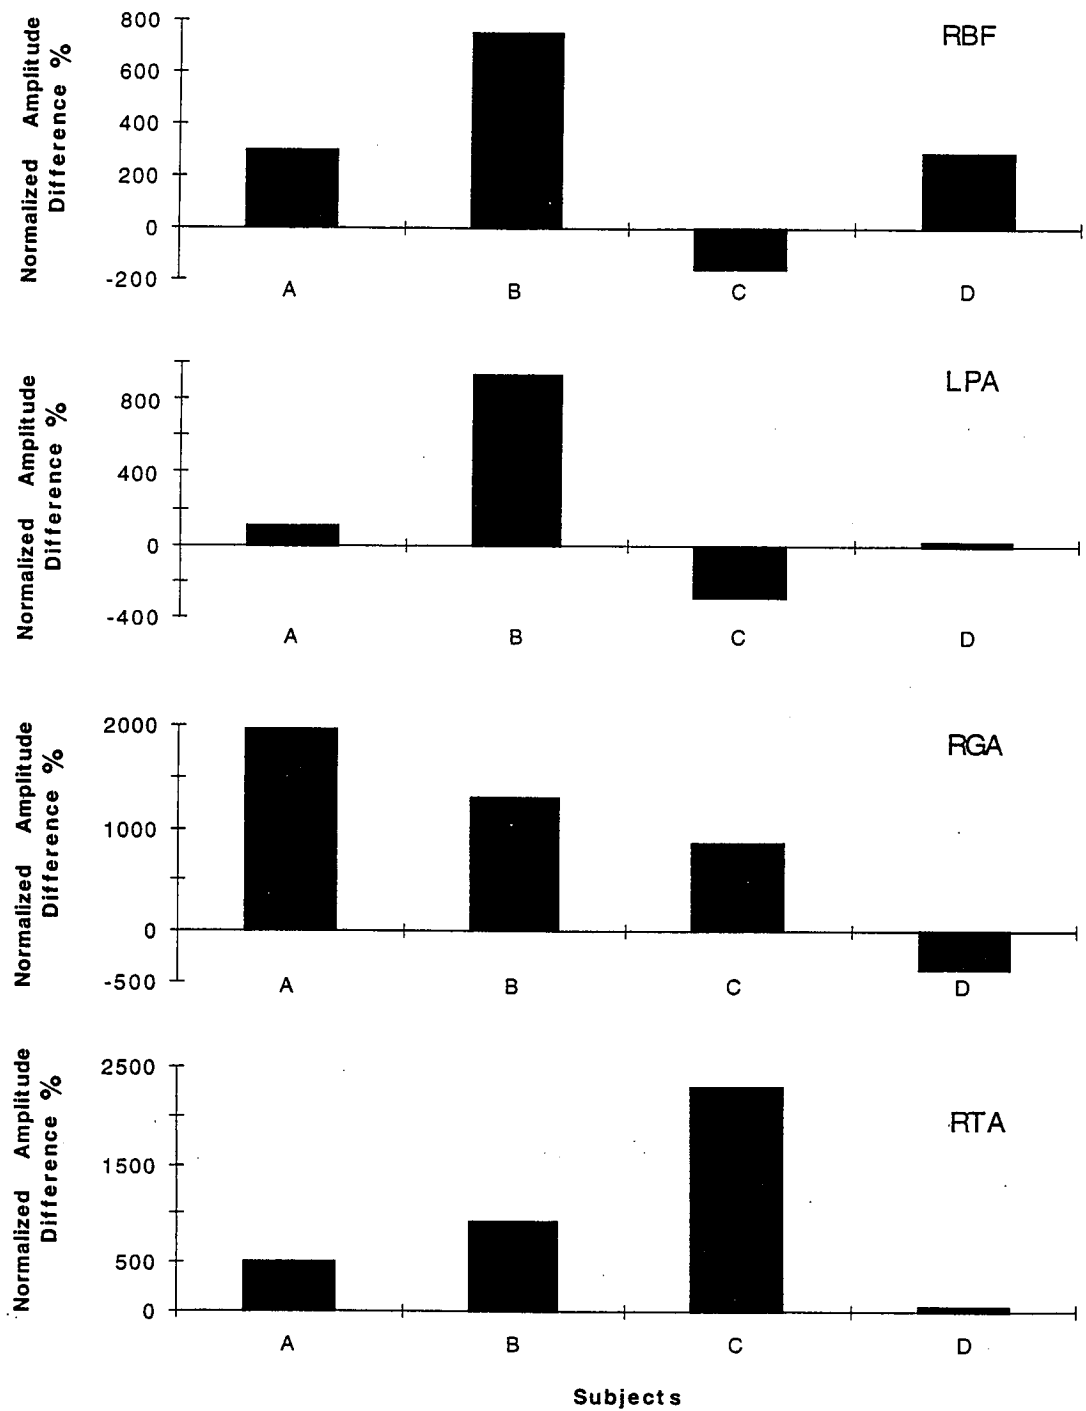 Normalized Amplitude
Difference %
800
600
400
200
0
-200
RBF
A B C D
Normalized Amplitude
Difference %
800
400
0
-400
LPA
A B C D
Normalized Amplitude
Difference %
2000
1000
0
-500
RGA
A B C D
Normalized Amplitude
Difference %
2500
1500
500
0
RTA
A B C D
Subjects